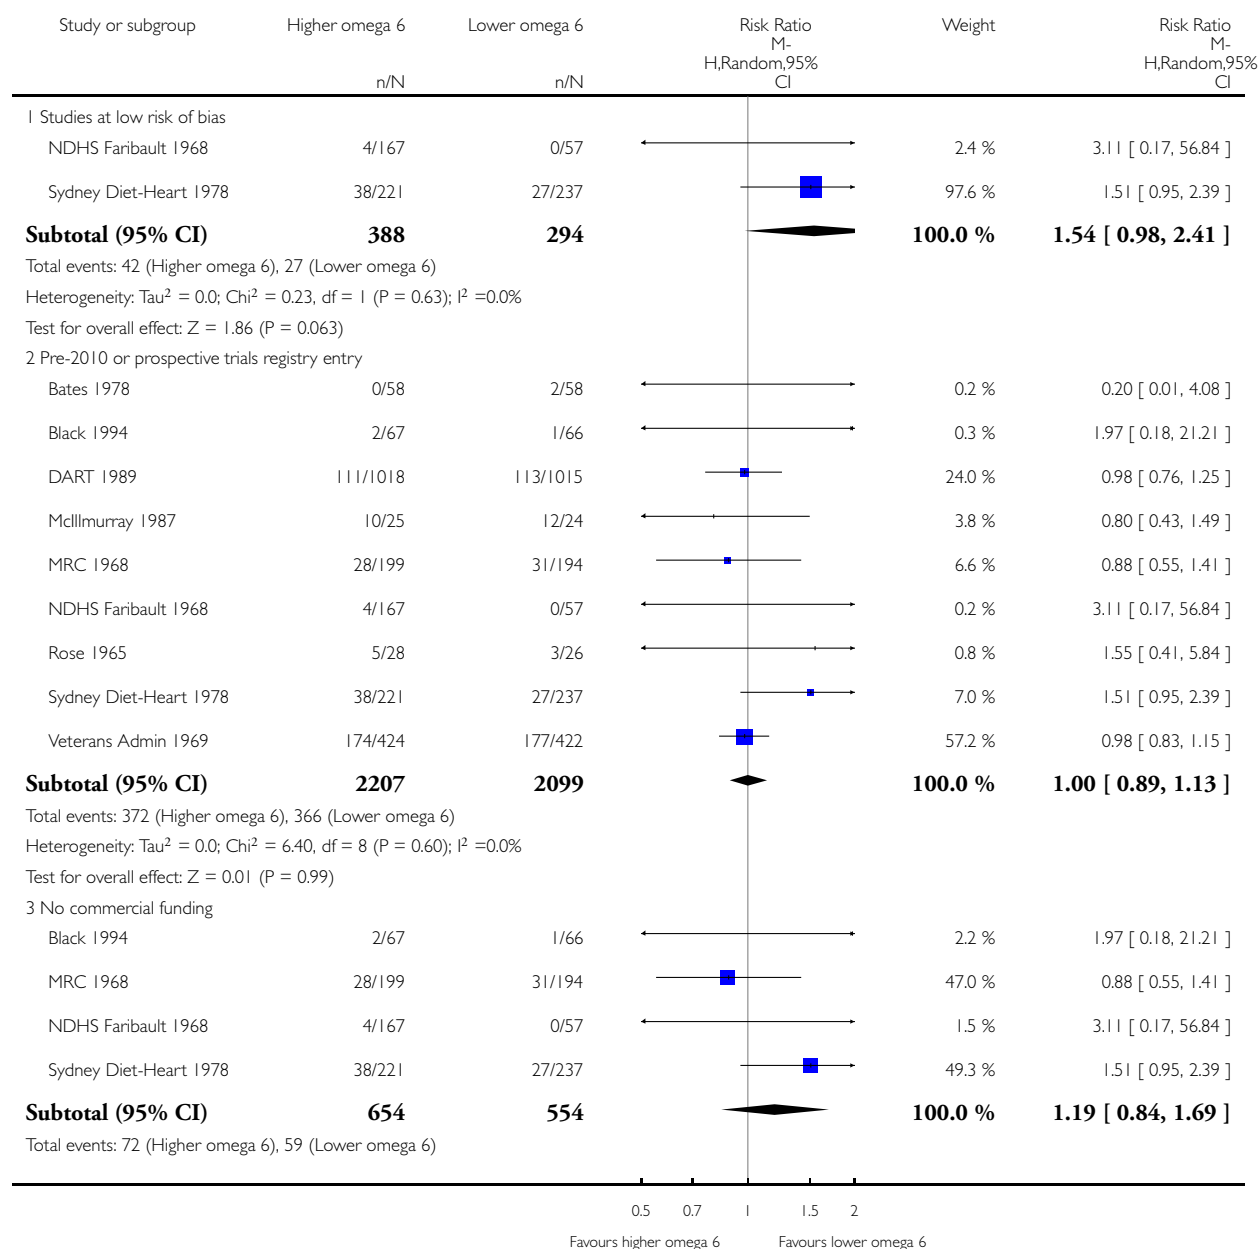 Study or subgroup Higher omega 6 Lower omega 6 Risk Ratio Weight Risk Ratio
M- M-
H,Random,95% H,Random,95%
n/N n/N CI CI
1 Studies at low risk of bias
NDHS Faribault 1968 4/167 0/57 2.4 % 3.11 [ 0.17, 56.84 ]
Sydney Diet-Heart 1978 38/221 27/237 97.6 % 1.51 [ 0.95, 2.39 ]
Subtotal (95% CI) 388 294 100.0 % 1.54 [ 0.98, 2.41 ]
Total events: 42 (Higher omega 6), 27 (Lower omega 6)
Heterogeneity: Tau² = 0.0; Chi² = 0.23, df = 1 (P = 0.63); I² =0.0%
Test for overall effect: Z = 1.86 (P = 0.063)
2 Pre-2010 or prospective trials registry entry
Bates 1978 0/58 2/58 0.2 % 0.20 [ 0.01, 4.08 ]
Black 1994 2/67 1/66 0.3 % 1.97 [ 0.18, 21.21 ]
DART 1989 111/1018 113/1015 24.0 % 0.98 [ 0.76, 1.25 ]
McIllmurray 1987 10/25 12/24 3.8 % 0.80 [ 0.43, 1.49 ]
MRC 1968 28/199 31/194 6.6 % 0.88 [ 0.55, 1.41 ]
NDHS Faribault 1968 4/167 0/57 0.2 % 3.11 [ 0.17, 56.84 ]
Rose 1965 5/28 3/26 0.8 % 1.55 [ 0.41, 5.84 ]
Sydney Diet-Heart 1978 38/221 27/237 7.0 % 1.51 [ 0.95, 2.39 ]
Veterans Admin 1969 174/424 177/422 57.2 % 0.98 [ 0.83, 1.15 ]
Subtotal (95% CI) 2207 2099 100.0 % 1.00 [ 0.89, 1.13 ]
Total events: 372 (Higher omega 6), 366 (Lower omega 6)
Heterogeneity: Tau² = 0.0; Chi² = 6.40, df = 8 (P = 0.60); I² =0.0%
Test for overall effect: Z = 0.01 (P = 0.99)
3 No commercial funding
Black 1994 2/67 1/66 2.2 % 1.97 [ 0.18, 21.21 ]
MRC 1968 28/199 31/194 47.0 % 0.88 [ 0.55, 1.41 ]
NDHS Faribault 1968 4/167 0/57 1.5 % 3.11 [ 0.17, 56.84 ]
Sydney Diet-Heart 1978 38/221 27/237 49.3 % 1.51 [ 0.95, 2.39 ]
Subtotal (95% CI) 654 554 100.0 % 1.19 [ 0.84, 1.69 ]
Total events: 72 (Higher omega 6), 59 (Lower omega 6)
0.5 0.7 1 1.5 2
Favours higher omega 6 Favours lower omega 6